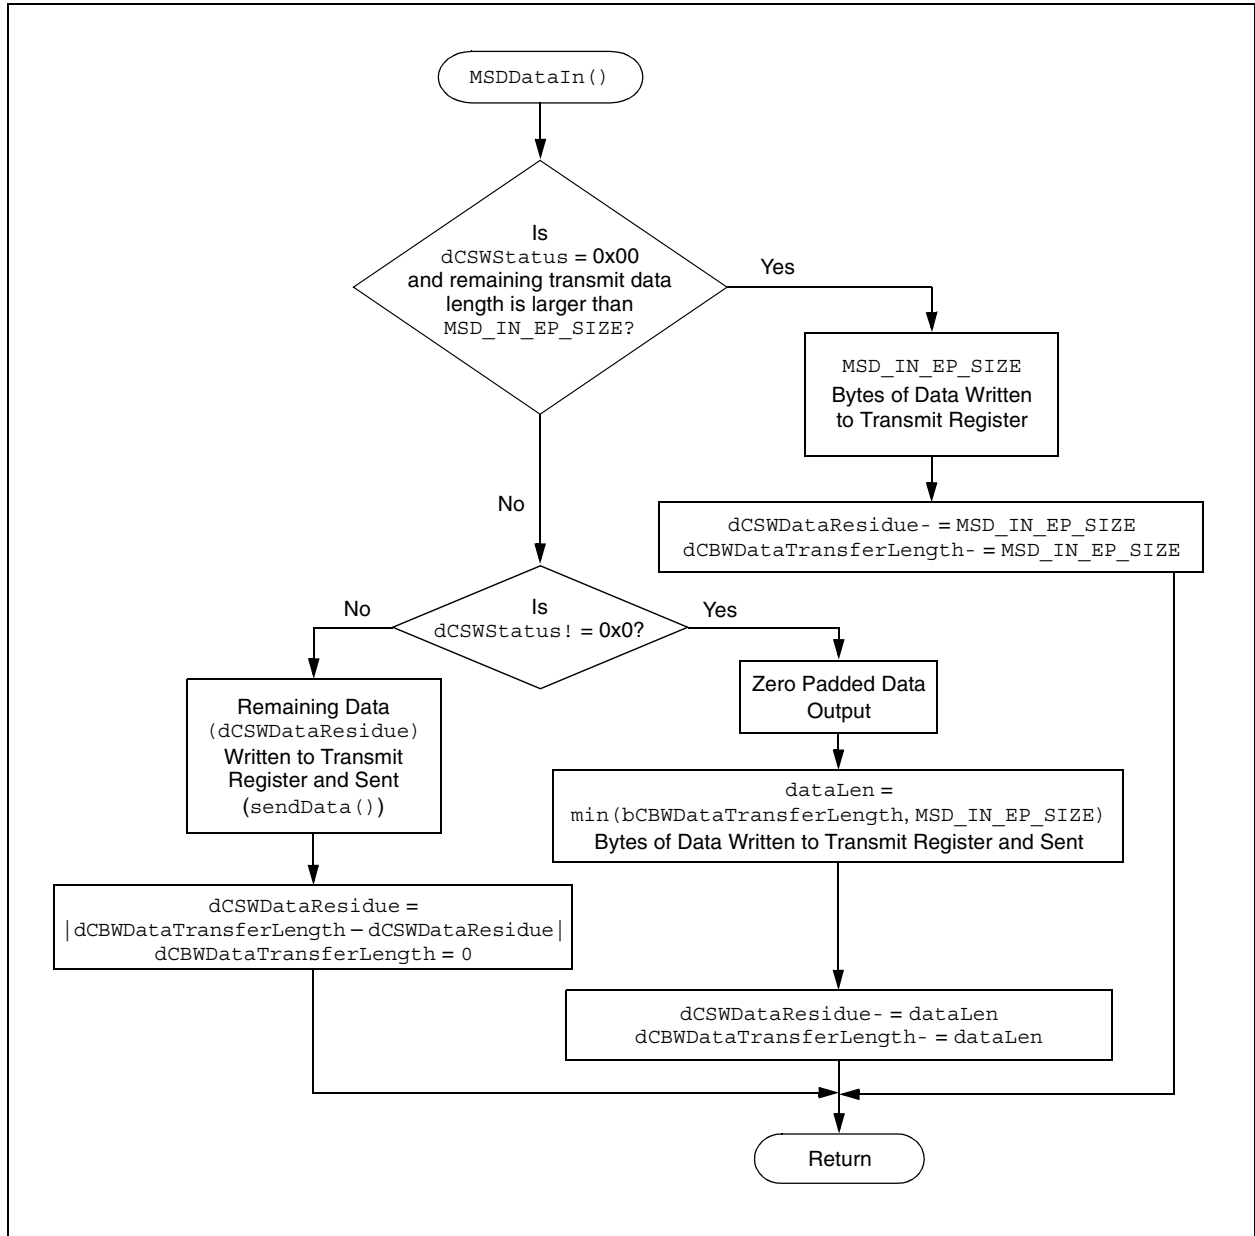 MSDDataIn()
Is
dCSWStatus = 0x00
and remaining transmit data
length is larger than
MSD_IN_EP_SIZE?
Yes
MSD_IN_EP_SIZE
Bytes of Data Written
to Transmit Register
dCSWDataResidue- = MSD_IN_EP_SIZE
dCBWDataTransferLength- = MSD_IN_EP_SIZE
No
Is
dCSWStatus! = 0x0?
No
Yes
Remaining Data
(dCSWDataResidue)
Written to Transmit
Register and Sent
(sendData())
dCSWDataResidue =
|dCBWDataTransferLength – dCSWDataResidue|
dCBWDataTransferLength = 0
Zero Padded Data
Output
dataLen =
min(bCBWDataTransferLength, MSD_IN_EP_SIZE)
Bytes of Data Written to Transmit Register and Sent
dCSWDataResidue- = dataLen
dCBWDataTransferLength- = dataLen
Return